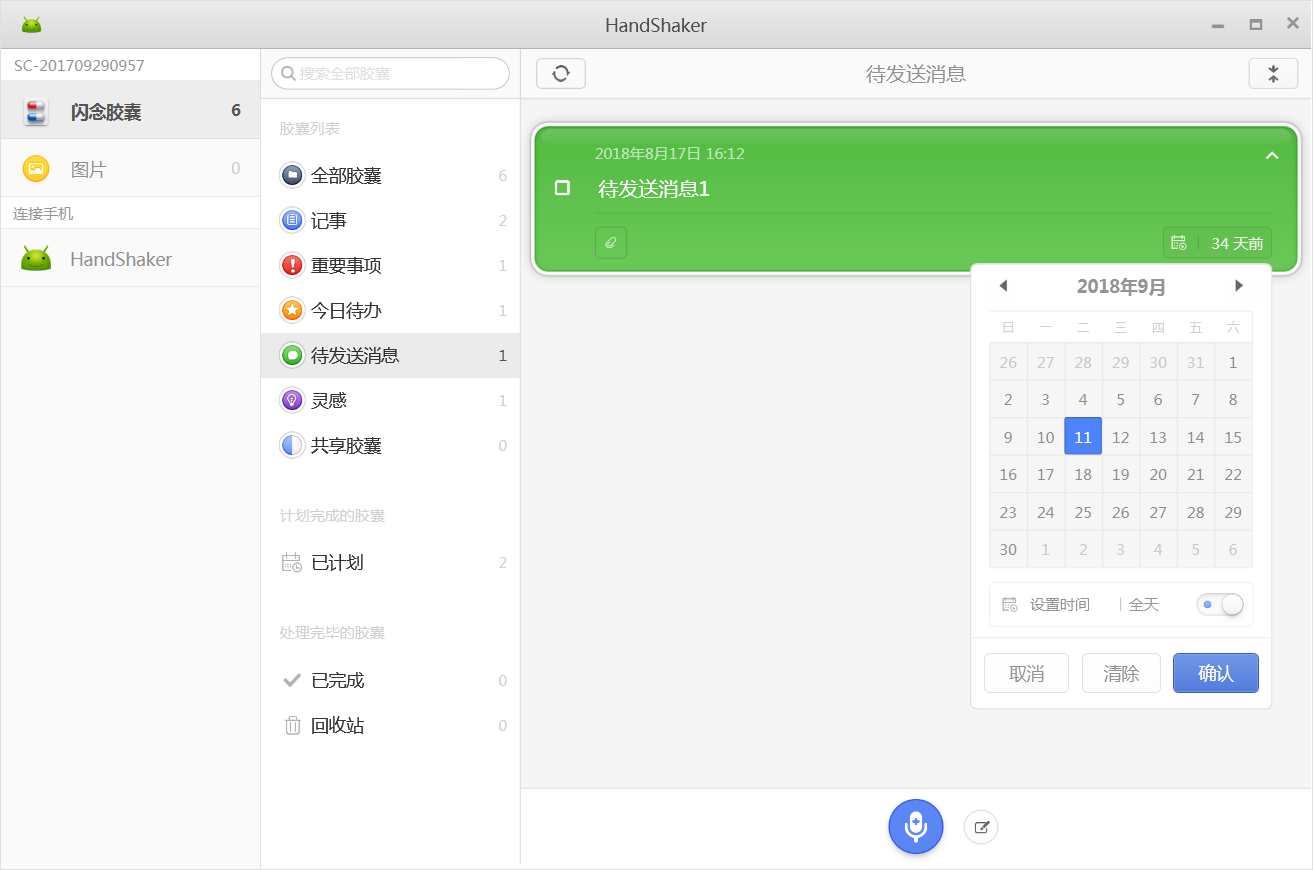 HandShaker
SC-201709290957
闪念胶囊 6
图片 0
连接手机
HandShaker
搜索全部胶囊
胶囊列表
全部胶囊 6
记事 2
重要事项 1
今日待办 1
待发送消息 1
灵感 1
共享胶囊 0
计划完成的胶囊
已计划 2
处理完毕的胶囊
已完成 0
回收站 0
待发送消息
2018年8月17日 16:12
待发送消息1
34 天前
2018年9月
日 一 二 三 四 五 六
26 27 28 29 30 31 1
2 3 4 5 6 7 8
9 10 11 12 13 14 15
16 17 18 19 20 21 22
23 24 25 26 27 28 29
30 1 2 3 4 5 6
设置时间 | 全天
取消 清除 确认